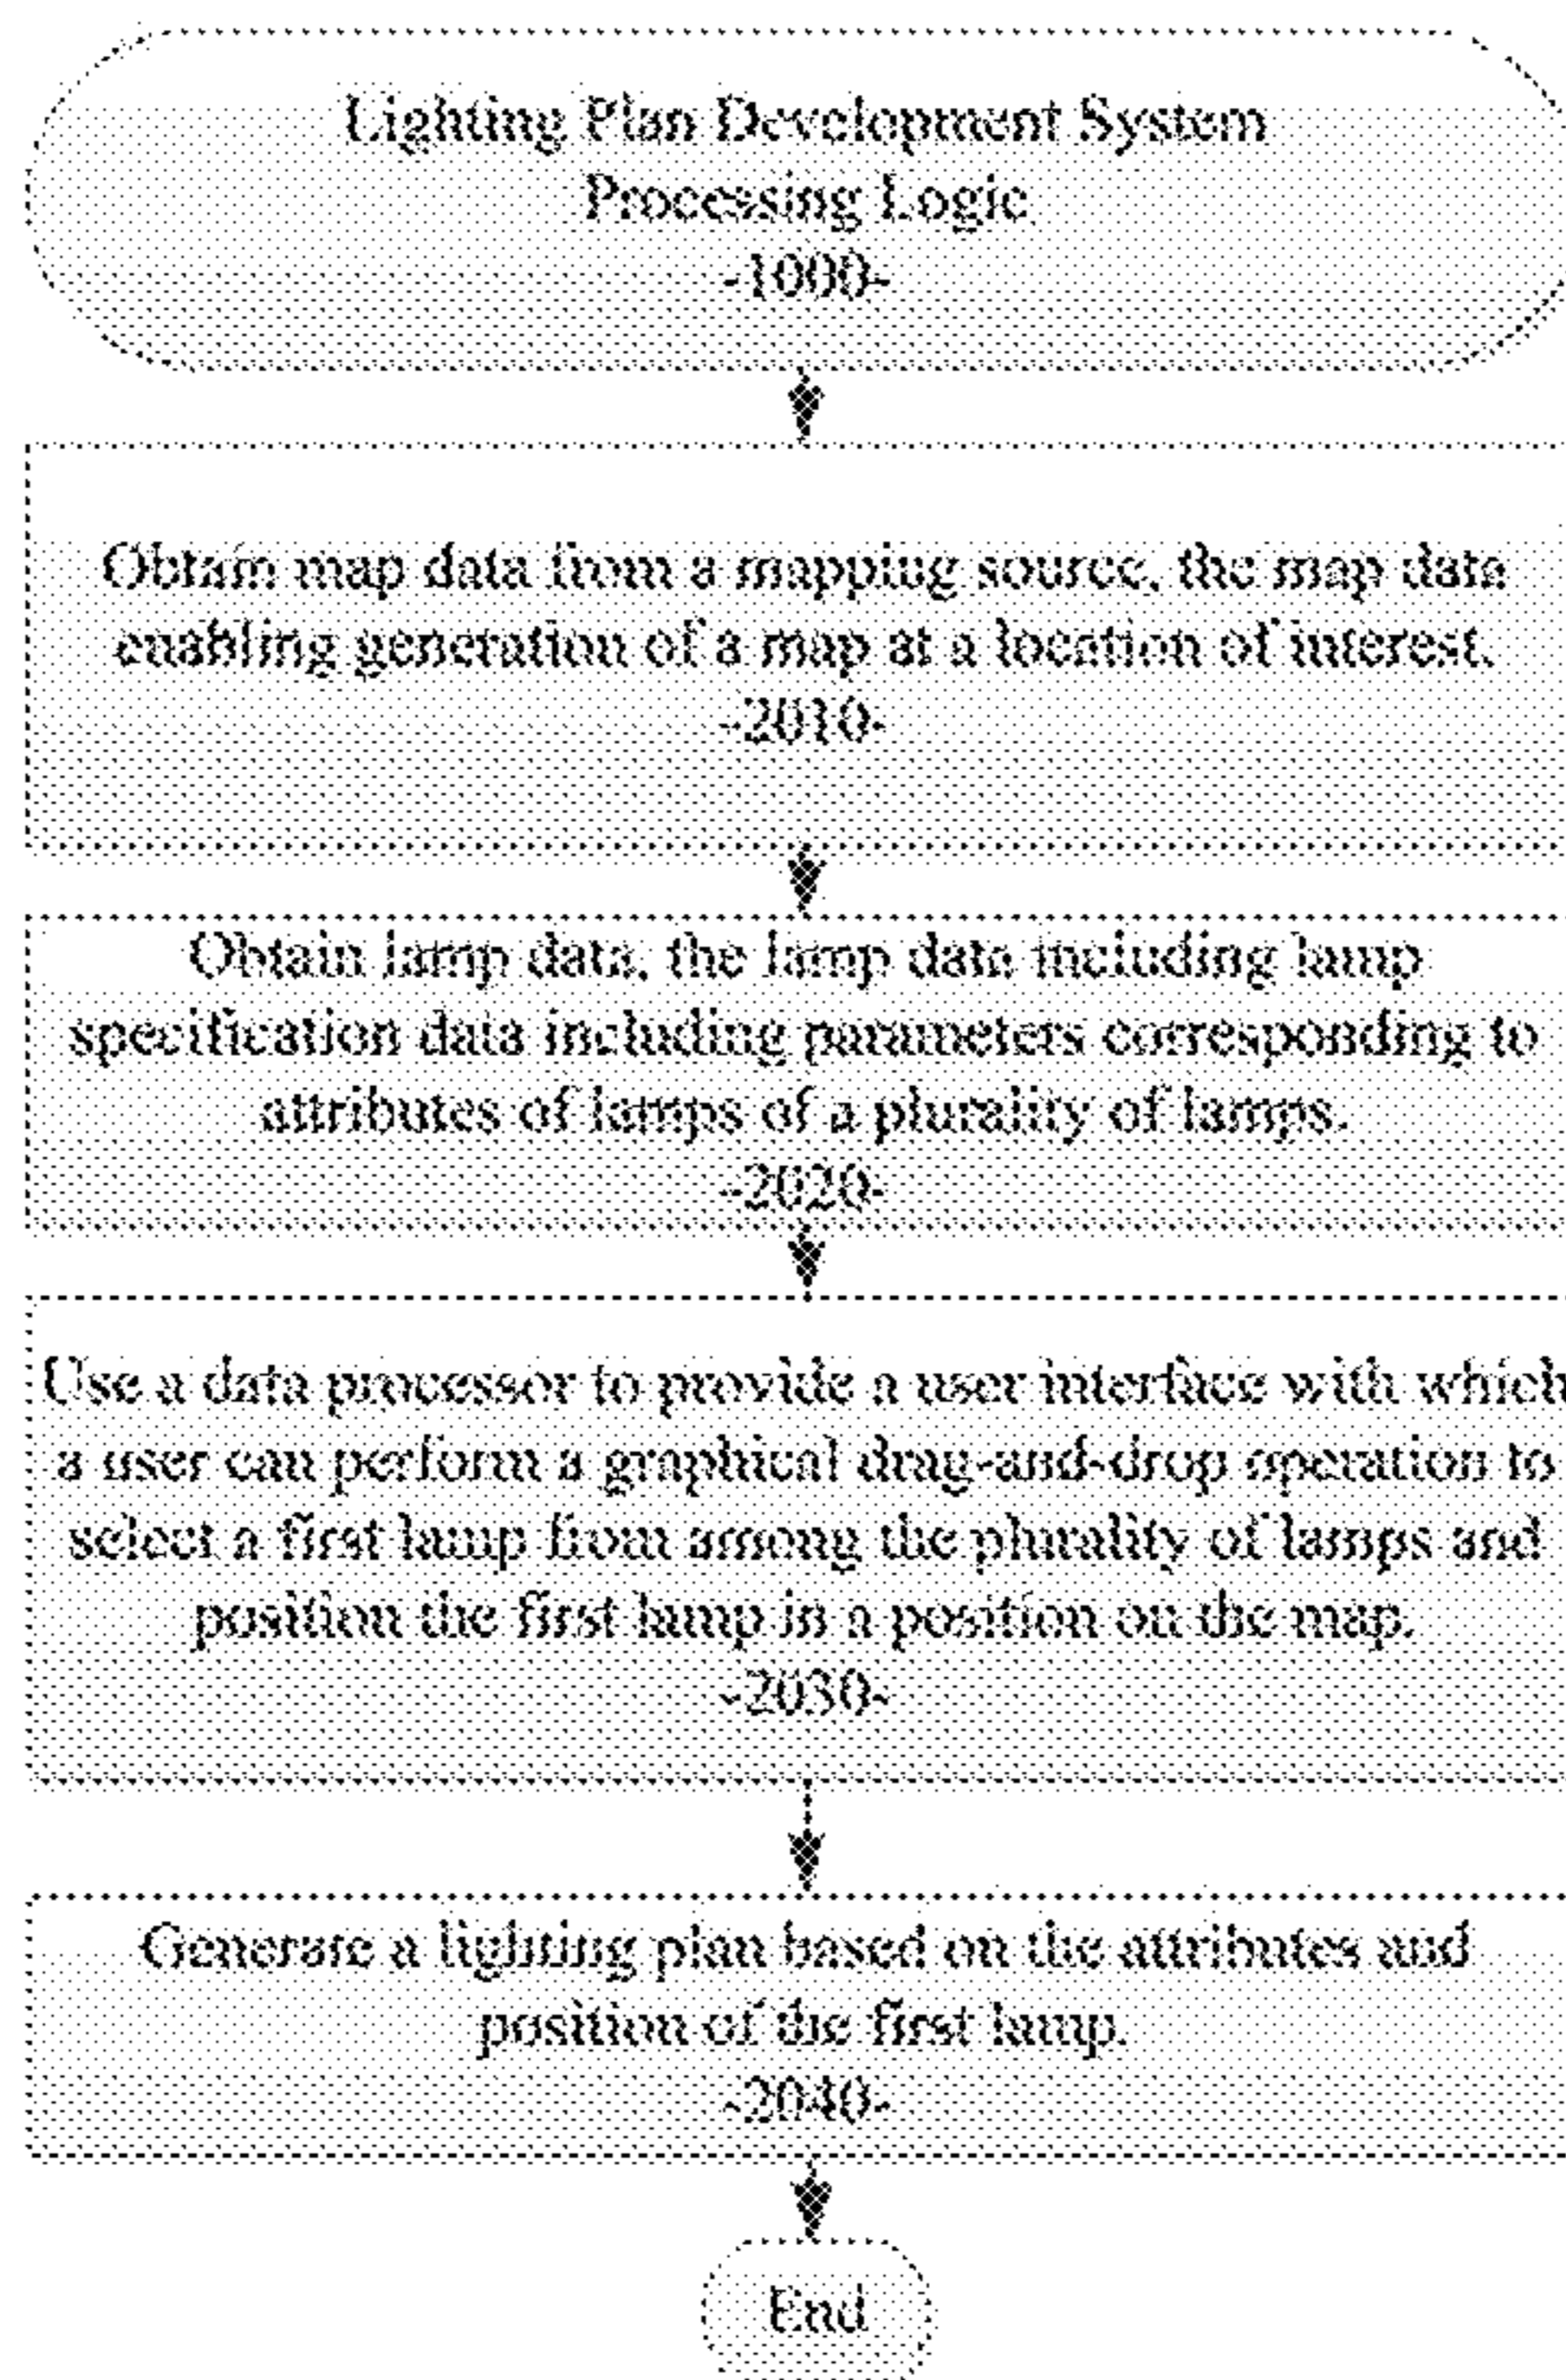 Lighting Plan Development System
Processing Logic
-1000-
Obtain map data from a mapping source, the map data
enabling generation of a map at a location of interest.
-2010-
Obtain lamp data, the lamp data including lamp
specification data including parameters corresponding to
attributes of lamps of a plurality of lamps.
-2020-
Use a data processor to provide a user interface with which
a user can perform a graphical drag-and-drop operation to
select a first lamp from among the plurality of lamps and
position the first lamp in a position on the map.
-2030-
Generate a lighting plan based on the attributes and
position of the first lamp.
-2040-
End